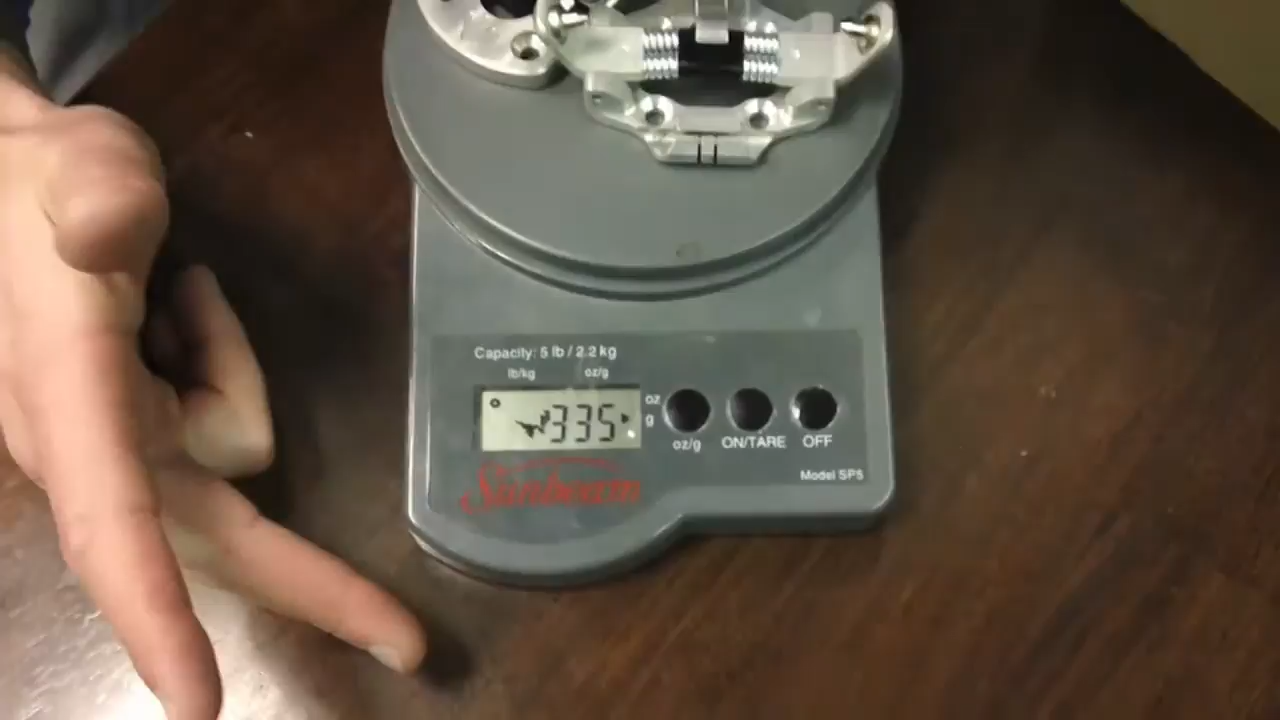 Capacity: 5 lb / 2.2 kg
lb/kg oz/g
335
oz
g
oz/g ON/TARE OFF
Model SP5
Sunbeam